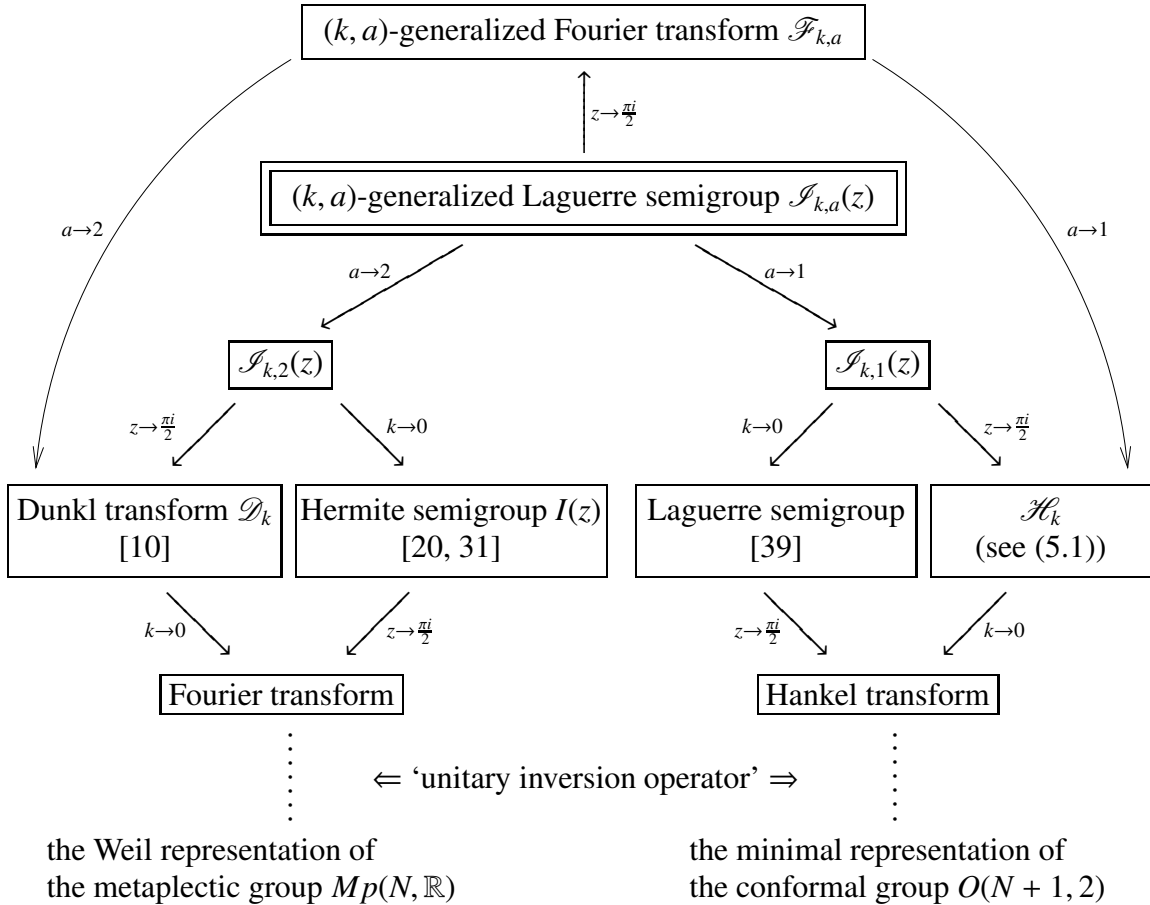 (k, a)-generalized Fourier transform ℱ_{k,a}
z→πi/2
(k, a)-generalized Laguerre semigroup ℐ_{k,a}(z)
a→2
a→1
a→2
a→1
ℐ_{k,2}(z)
ℐ_{k,1}(z)
z→πi/2
k→0
k→0
z→πi/2
Dunkl transform 𝒟_k
[10]
Hermite semigroup I(z)
[20, 31]
Laguerre semigroup
[39]
ℋ_k
(see (5.1))
k→0
z→πi/2
z→πi/2
k→0
Fourier transform
Hankel transform
⇐ ‘unitary inversion operator’ ⇒
the Weil representation of
the metaplectic group Mp(N, ℝ)
the minimal representation of
the conformal group O(N + 1, 2)